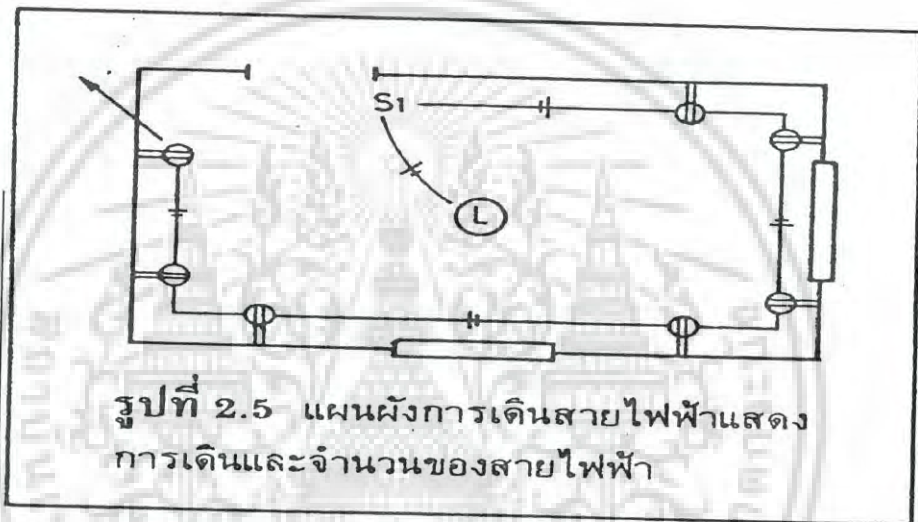 S1
L
รูปที่ 2.5 แผนผังการเดินสายไฟฟ้าแสดง
การเดินและจำนวนของสายไฟฟ้า